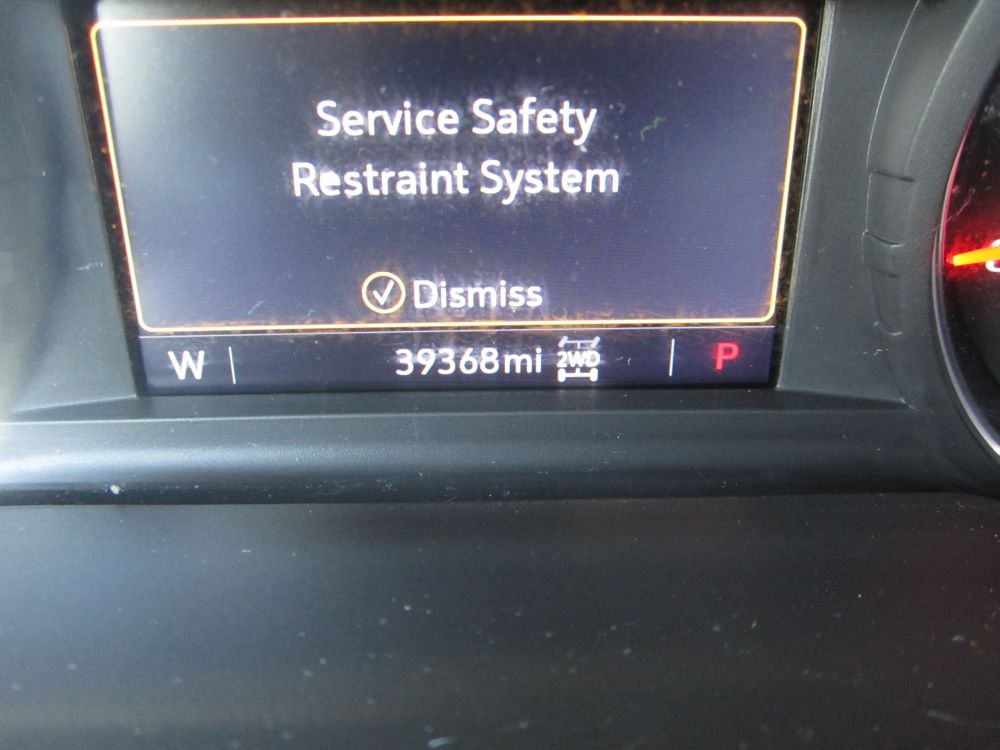 Service Safety
Restraint System
Dismiss
W 39368mi 2WD P